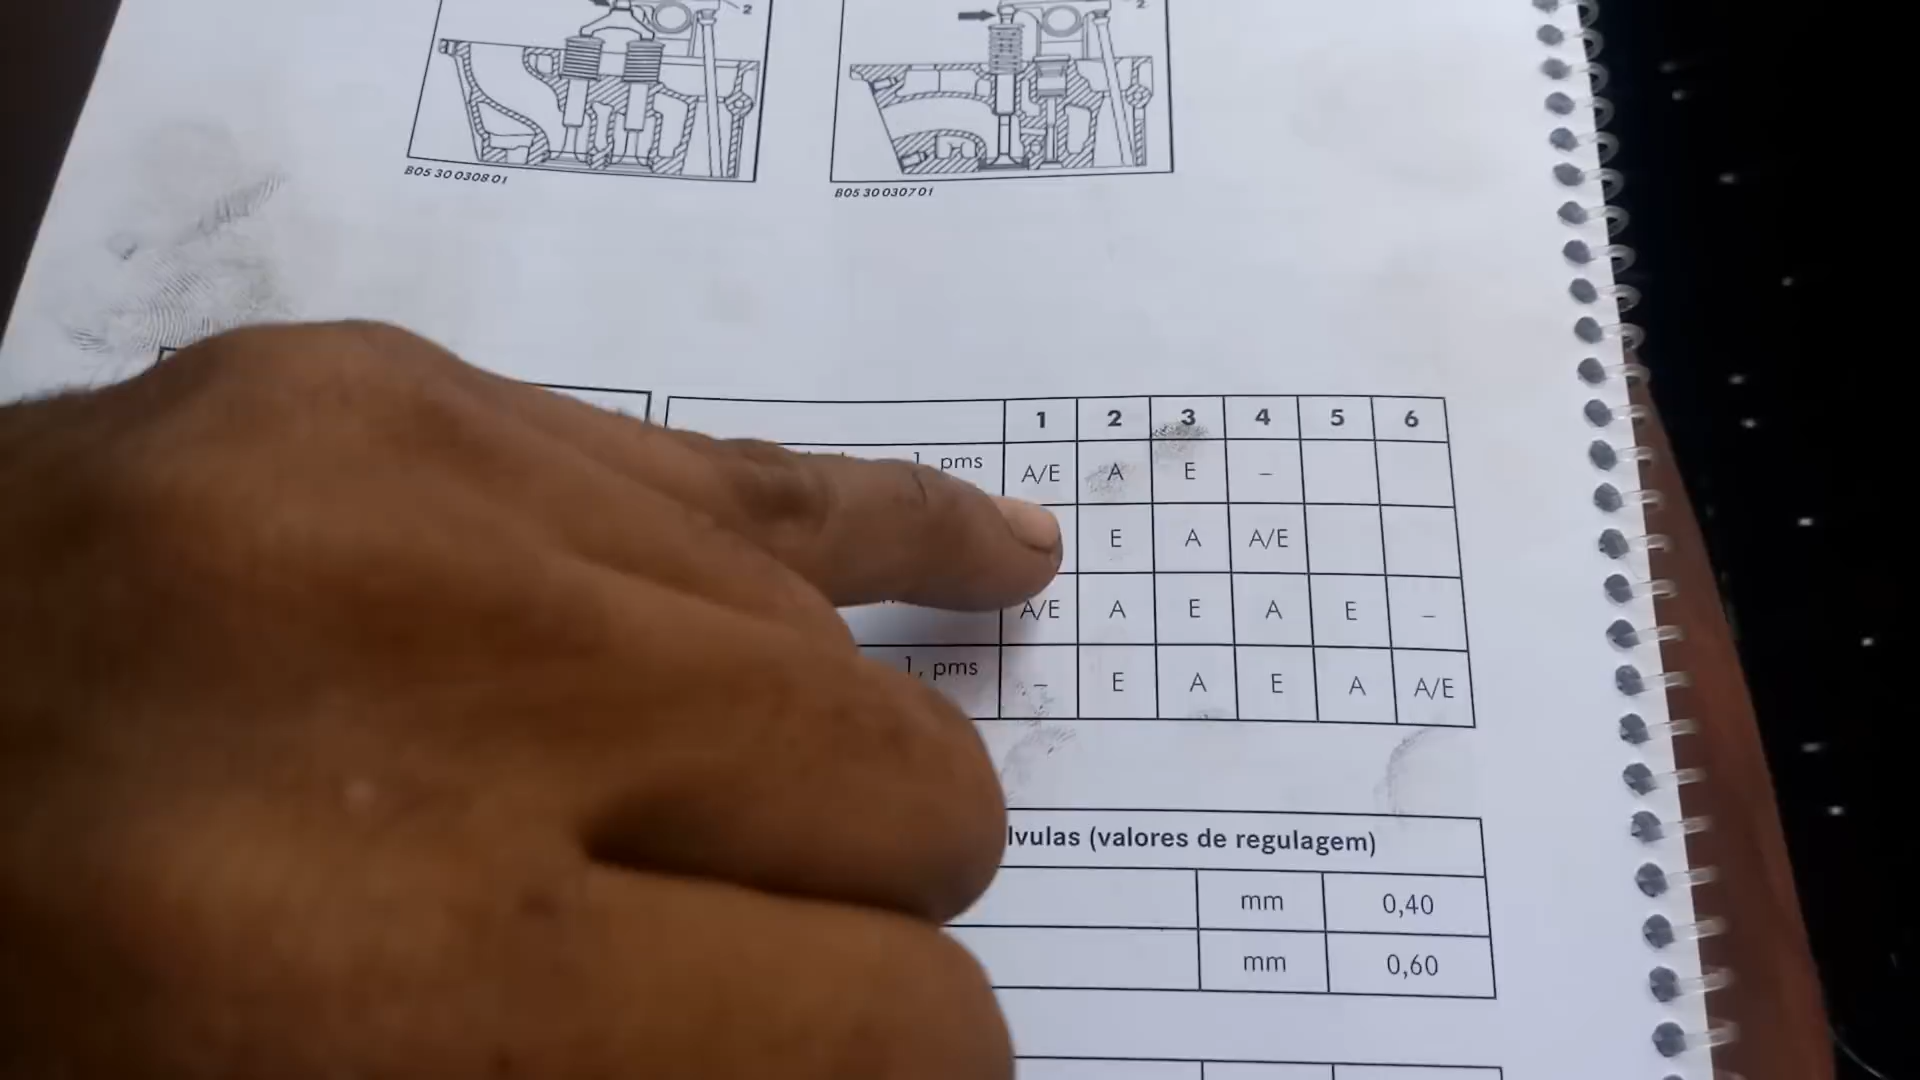 2
2
B05 30 0308 01
B05 30 0307 01
1 2 3 4 5 6
1, pms A/E A E –
E A A/E
A/E A E A E –
1, pms – E A E A A/E
lvulas (valores de regulagem)
mm 0,40
mm 0,60